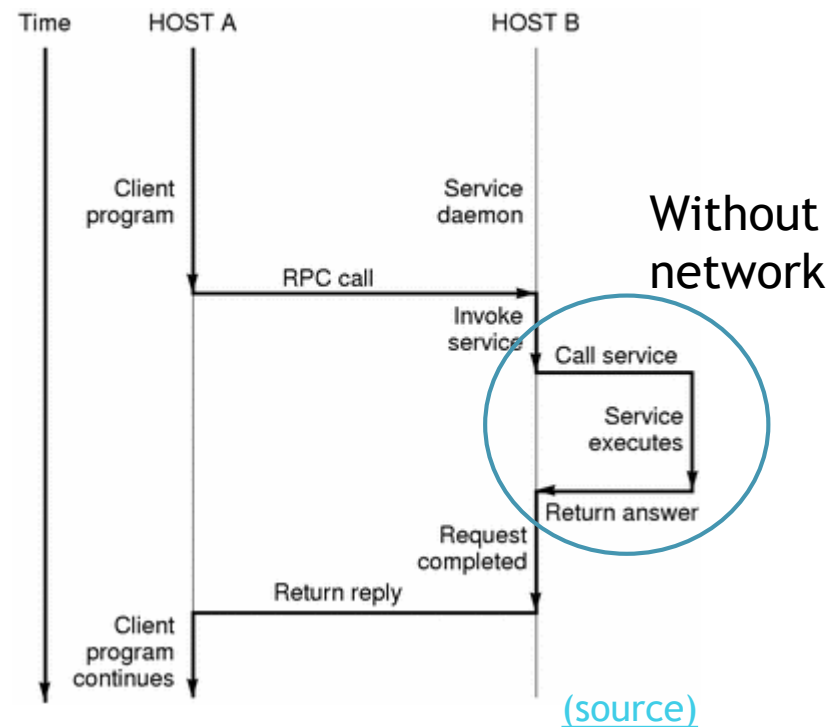 Time
HOST A
HOST B
Client
program
Service
daemon
Without
network
RPC call
Invoke
service
Call service
Service
executes
Return answer
Request
completed
Return reply
Client
program
continues
(source)